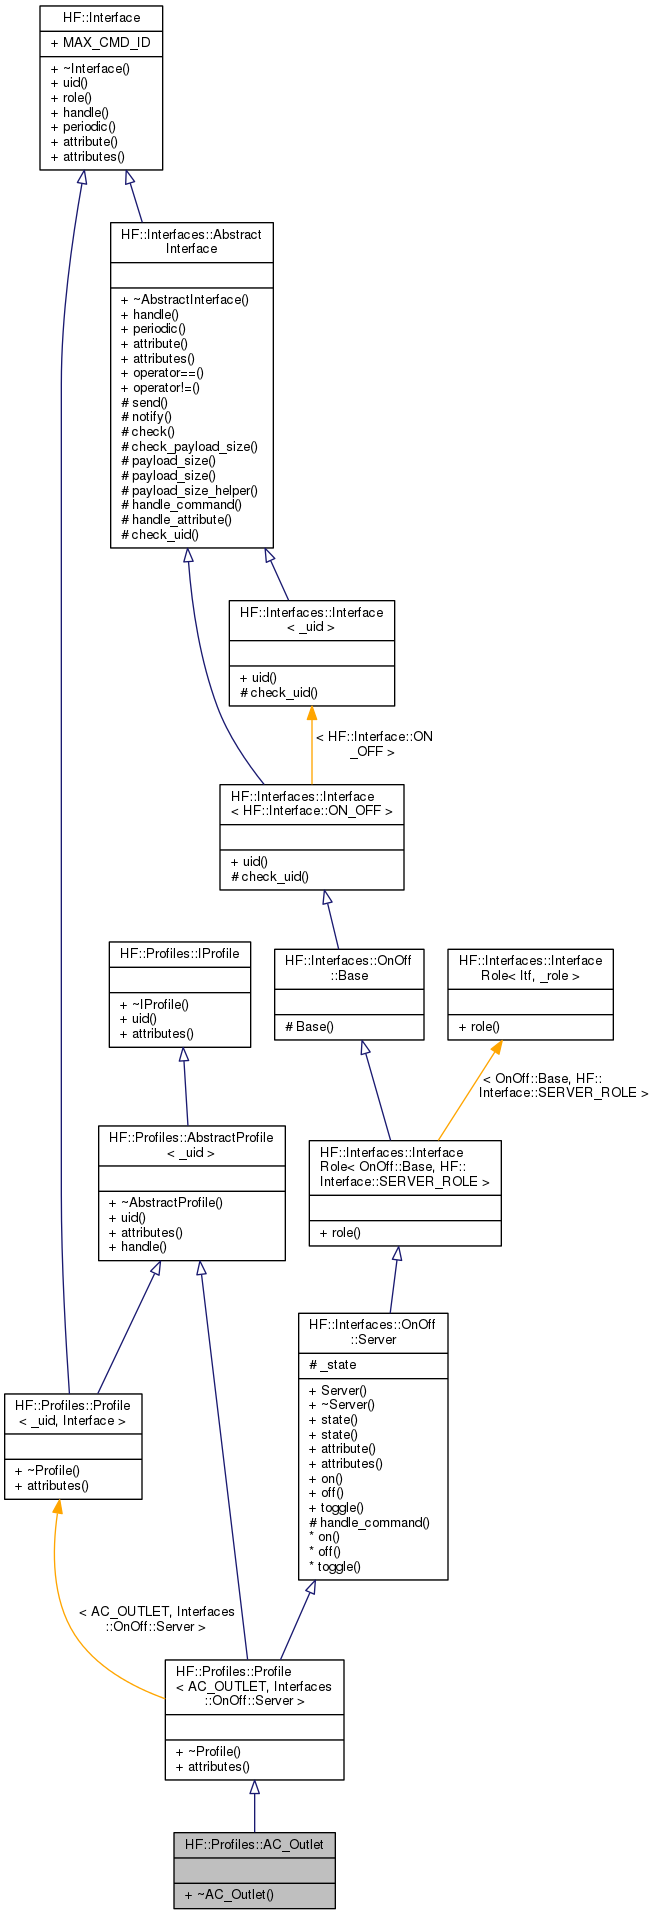 HF::Interface
+ MAX_CMD_ID
+ ~Interface()
+ uid()
+ role()
+ handle()
+ periodic()
+ attribute()
+ attributes()
HF::Interfaces::Abstract
Interface
+ ~AbstractInterface()
+ handle()
+ periodic()
+ attribute()
+ attributes()
+ operator==()
+ operator!=()
# send()
# notify()
# check()
# check_payload_size()
# payload_size()
# payload_size()
# payload_size_helper()
# handle_command()
# handle_attribute()
# check_uid()
HF::Interfaces::Interface
< _uid >
+ uid()
# check_uid()
< HF::Interface::ON
_OFF >
HF::Interfaces::Interface
< HF::Interface::ON_OFF >
+ uid()
# check_uid()
HF::Profiles::IProfile
+ ~IProfile()
+ uid()
+ attributes()
HF::Interfaces::OnOff
::Base
# Base()
HF::Interfaces::Interface
Role< Itf, _role >
+ role()
< OnOff::Base, HF::
Interface::SERVER_ROLE >
HF::Profiles::AbstractProfile
< _uid >
+ ~AbstractProfile()
+ uid()
+ attributes()
+ handle()
HF::Interfaces::Interface
Role< OnOff::Base, HF::
Interface::SERVER_ROLE >
+ role()
HF::Interfaces::OnOff
::Server
# _state
+ Server()
+ ~Server()
+ state()
+ state()
+ attribute()
+ attributes()
+ on()
+ off()
+ toggle()
# handle_command()
* on()
* off()
* toggle()
HF::Profiles::Profile
< _uid, Interface >
+ ~Profile()
+ attributes()
< AC_OUTLET, Interfaces
::OnOff::Server >
HF::Profiles::Profile
< AC_OUTLET, Interfaces
::OnOff::Server >
+ ~Profile()
+ attributes()
HF::Profiles::AC_Outlet
+ ~AC_Outlet()